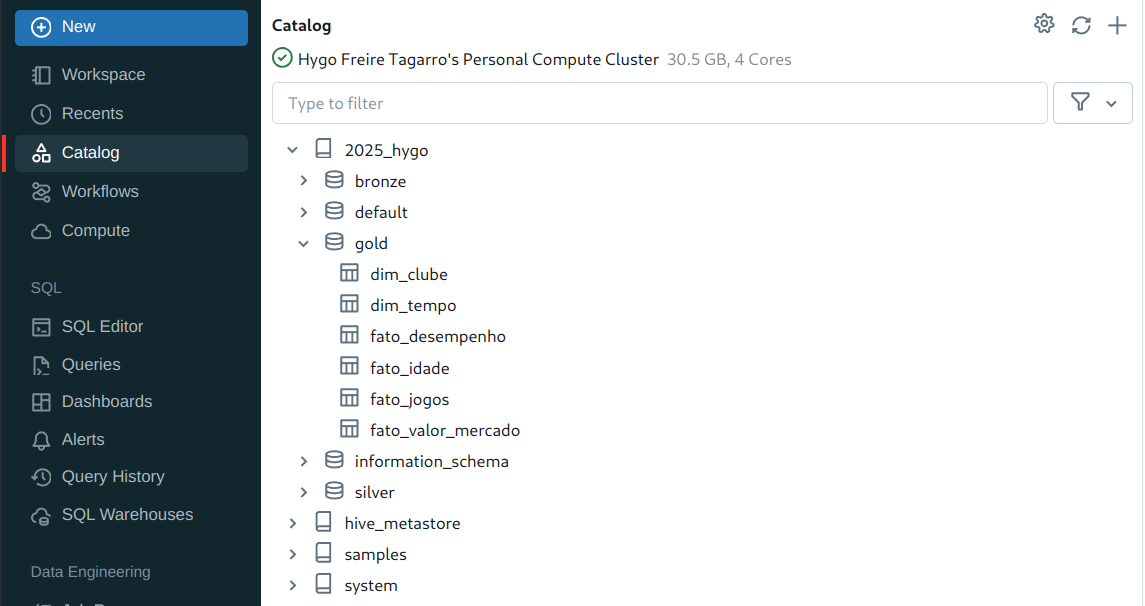 New
Workspace
Recents
Catalog
Workflows
Compute
SQL
SQL Editor
Queries
Dashboards
Alerts
Query History
SQL Warehouses
Data Engineering
Catalog
Hygo Freire Tagarro's Personal Compute Cluster 30.5 GB, 4 Cores
Type to filter
2025_hygo
bronze
default
gold
dim_clube
dim_tempo
fato_desempenho
fato_idade
fato_jogos
fato_valor_mercado
information_schema
silver
hive_metastore
samples
system